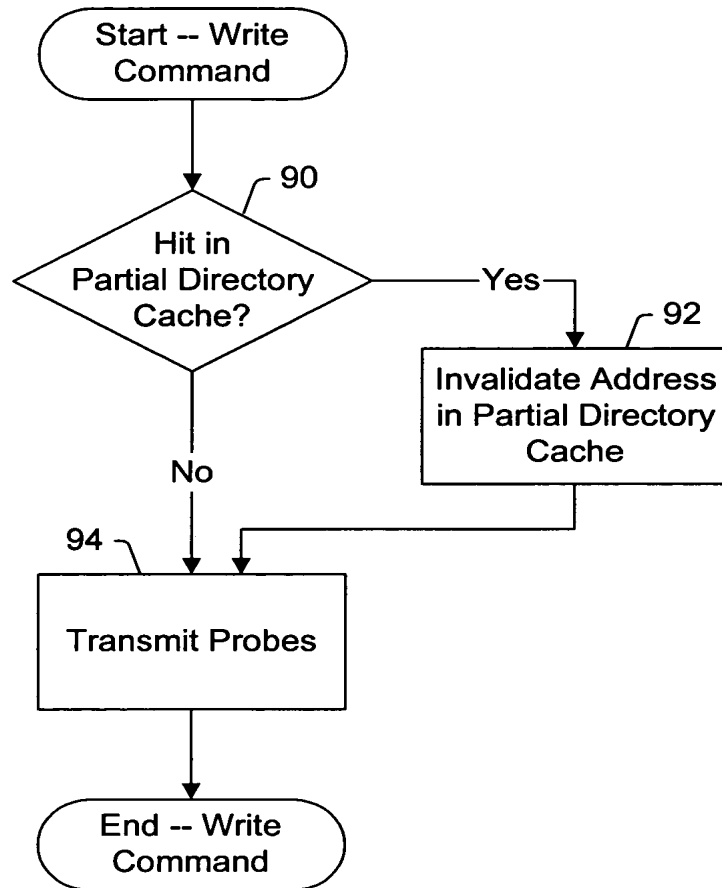 Start -- Write
Command
90
Hit in
Partial Directory
Cache?
Yes
92
Invalidate Address
in Partial Directory
Cache
No
94
Transmit Probes
End -- Write
Command